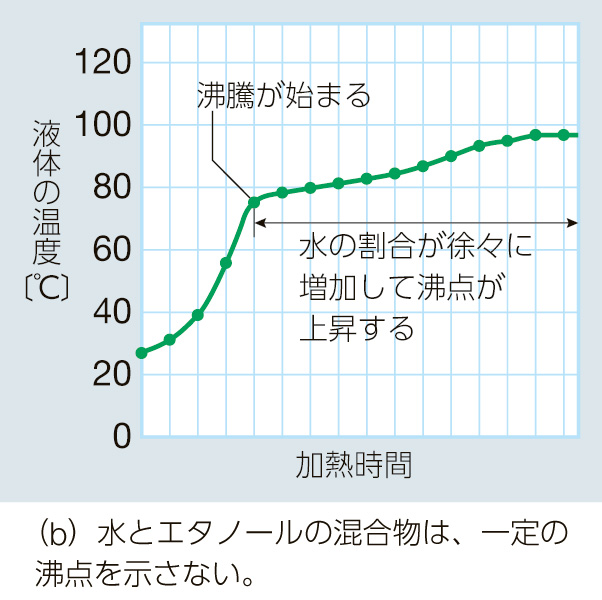 120
100
80
60
40
20
0
液体の温度
〔℃〕
沸騰が始まる
水の割合が徐々に
増加して沸点が
上昇する
加熱時間
（b）水とエタノールの混合物は、一定の
沸点を示さない。